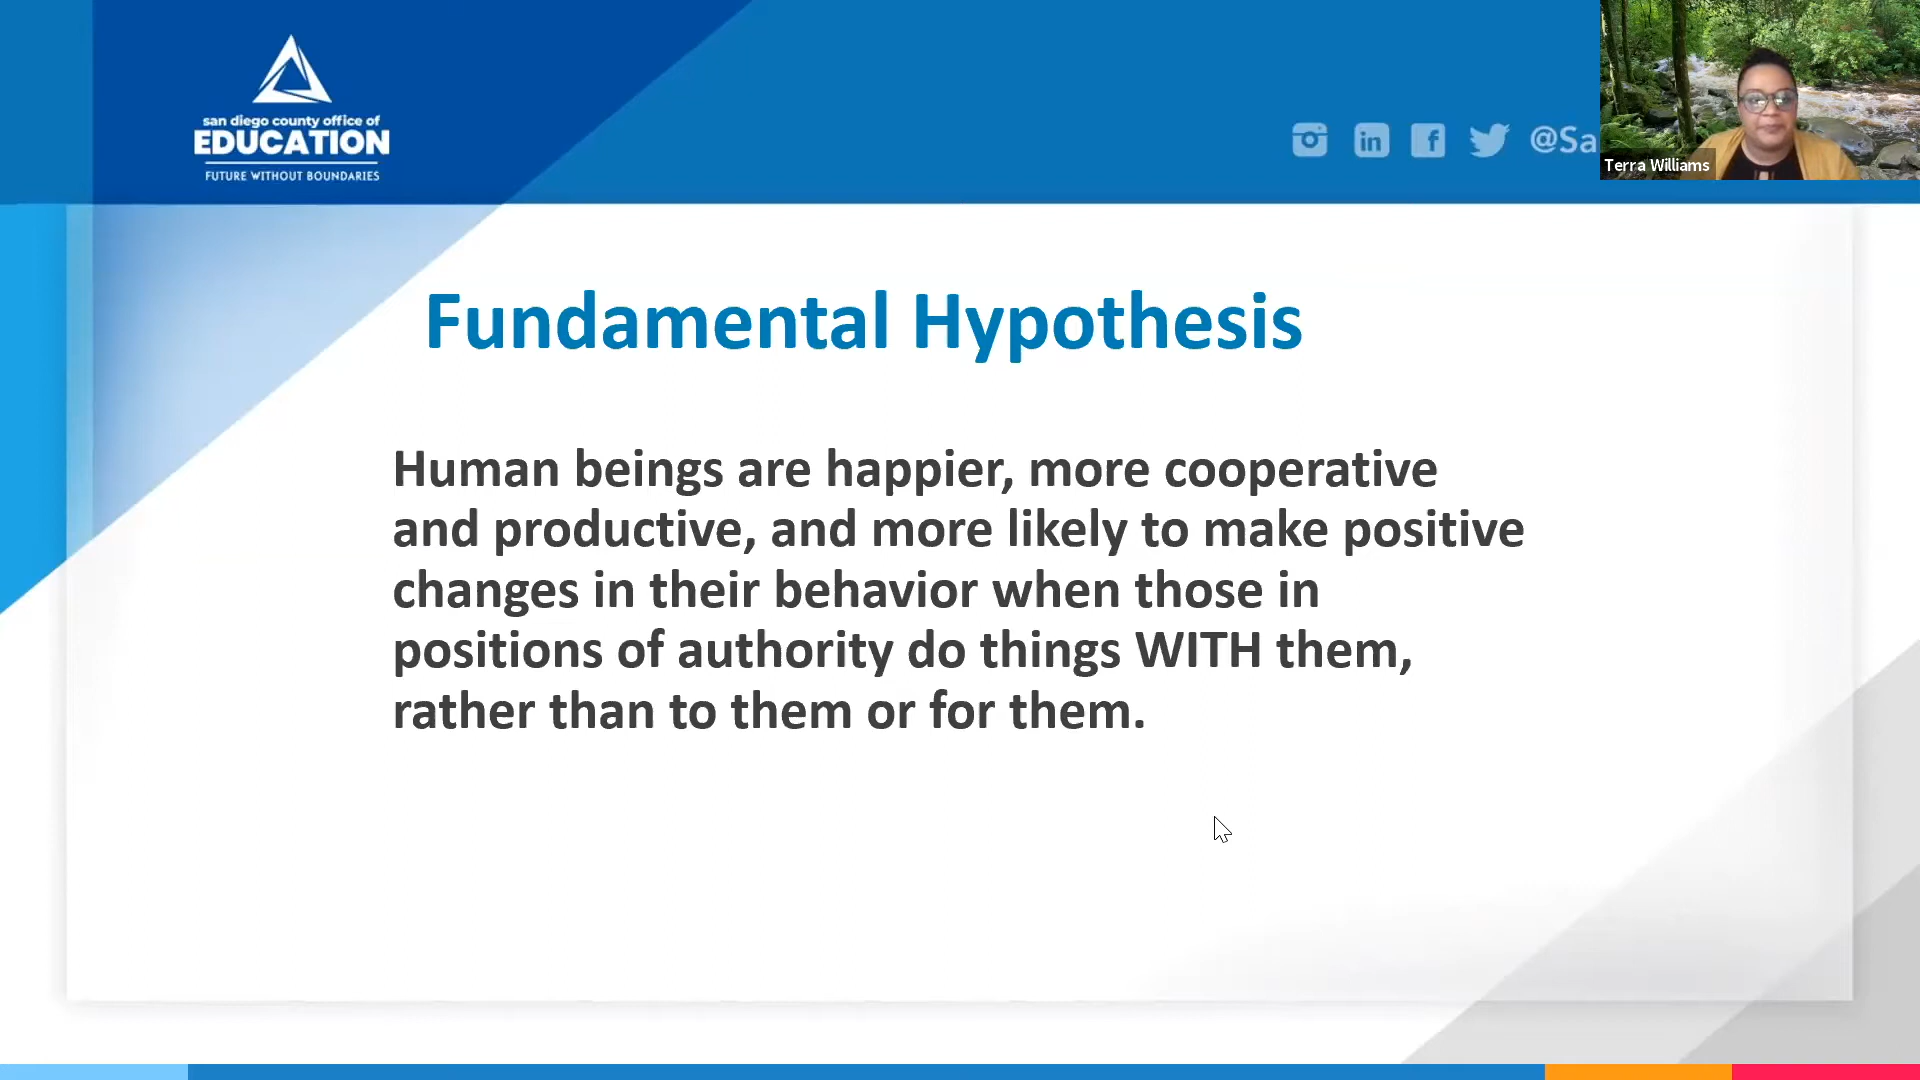 san diego county office of
EDUCATION
FUTURE WITHOUT BOUNDARIES
@Sa
Terra Williams
Fundamental Hypothesis
Human beings are happier, more cooperative
and productive, and more likely to make positive
changes in their behavior when those in
positions of authority do things WITH them,
rather than to them or for them.